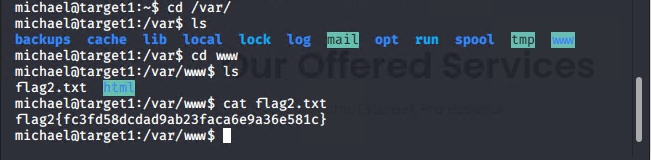 michael@target1:~$ cd /var/
michael@target1:/var$ ls
backups cache lib local lock log mail opt run spool tmp www
michael@target1:/var$ cd www
michael@target1:/var/www$ ls
flag2.txt html
michael@target1:/var/www$ cat flag2.txt
flag2{fc3fd58dcdad9ab23faca6e9a36e581c}
michael@target1:/var/www$
Our Offered Services